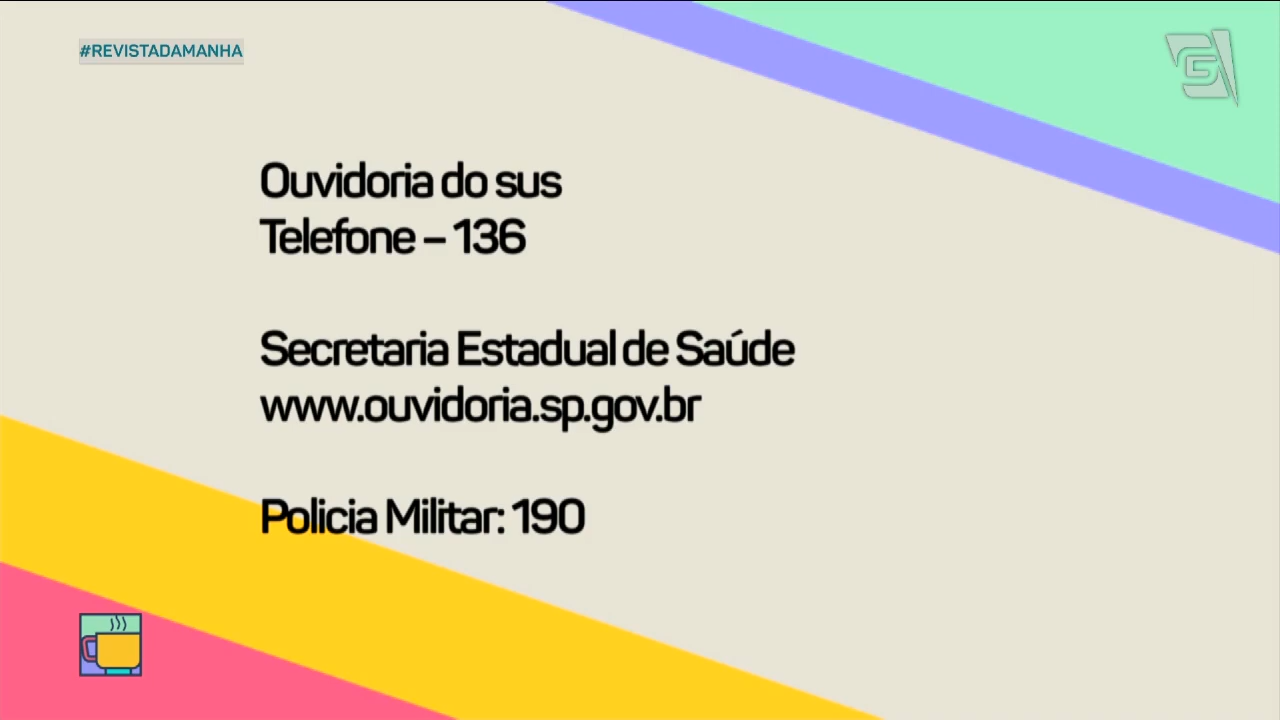 #REVISTADAMANHA
Ouvidoria do sus
Telefone – 136
Secretaria Estadual de Saúde
www.ouvidoria.sp.gov.br
Policia Militar: 190